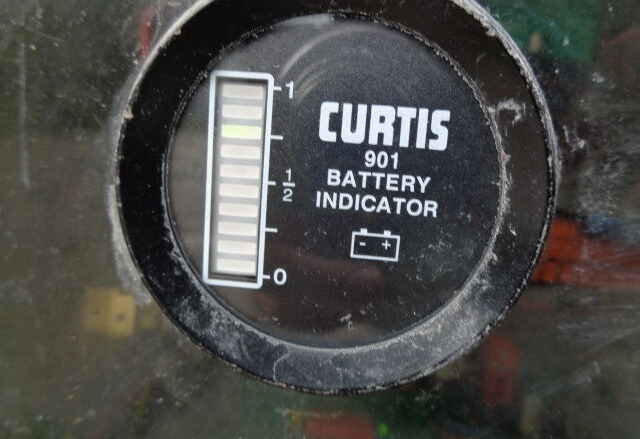 1
CURTIS
901
1/2
BATTERY
INDICATOR
- +
0